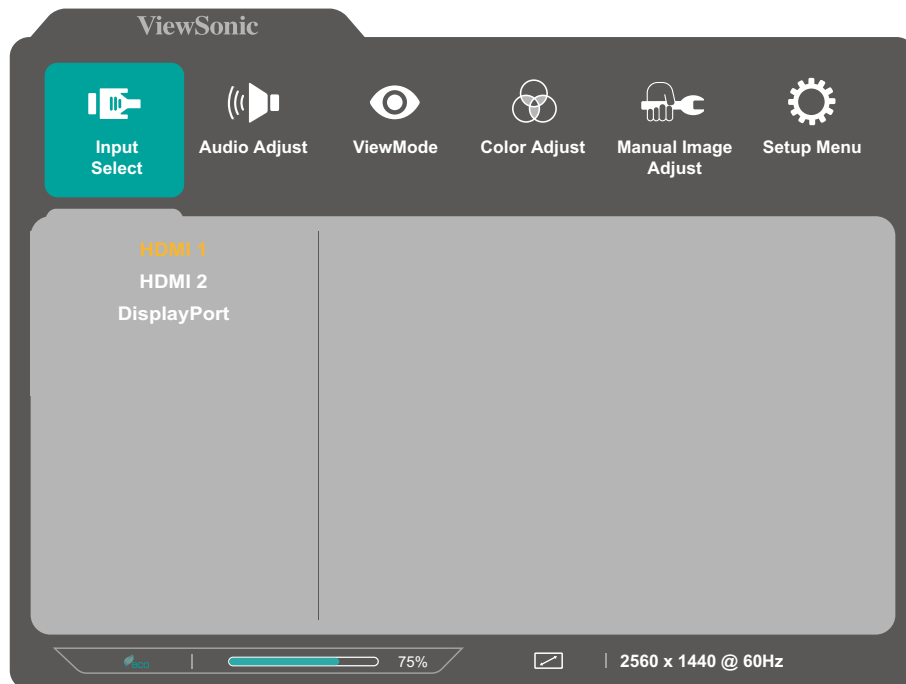 ViewSonic
Input
Select
Audio Adjust
ViewMode
Color Adjust
Manual Image
Adjust
Setup Menu
HDMI 1
HDMI 2
DisplayPort
eco
75%
2560 x 1440 @ 60Hz